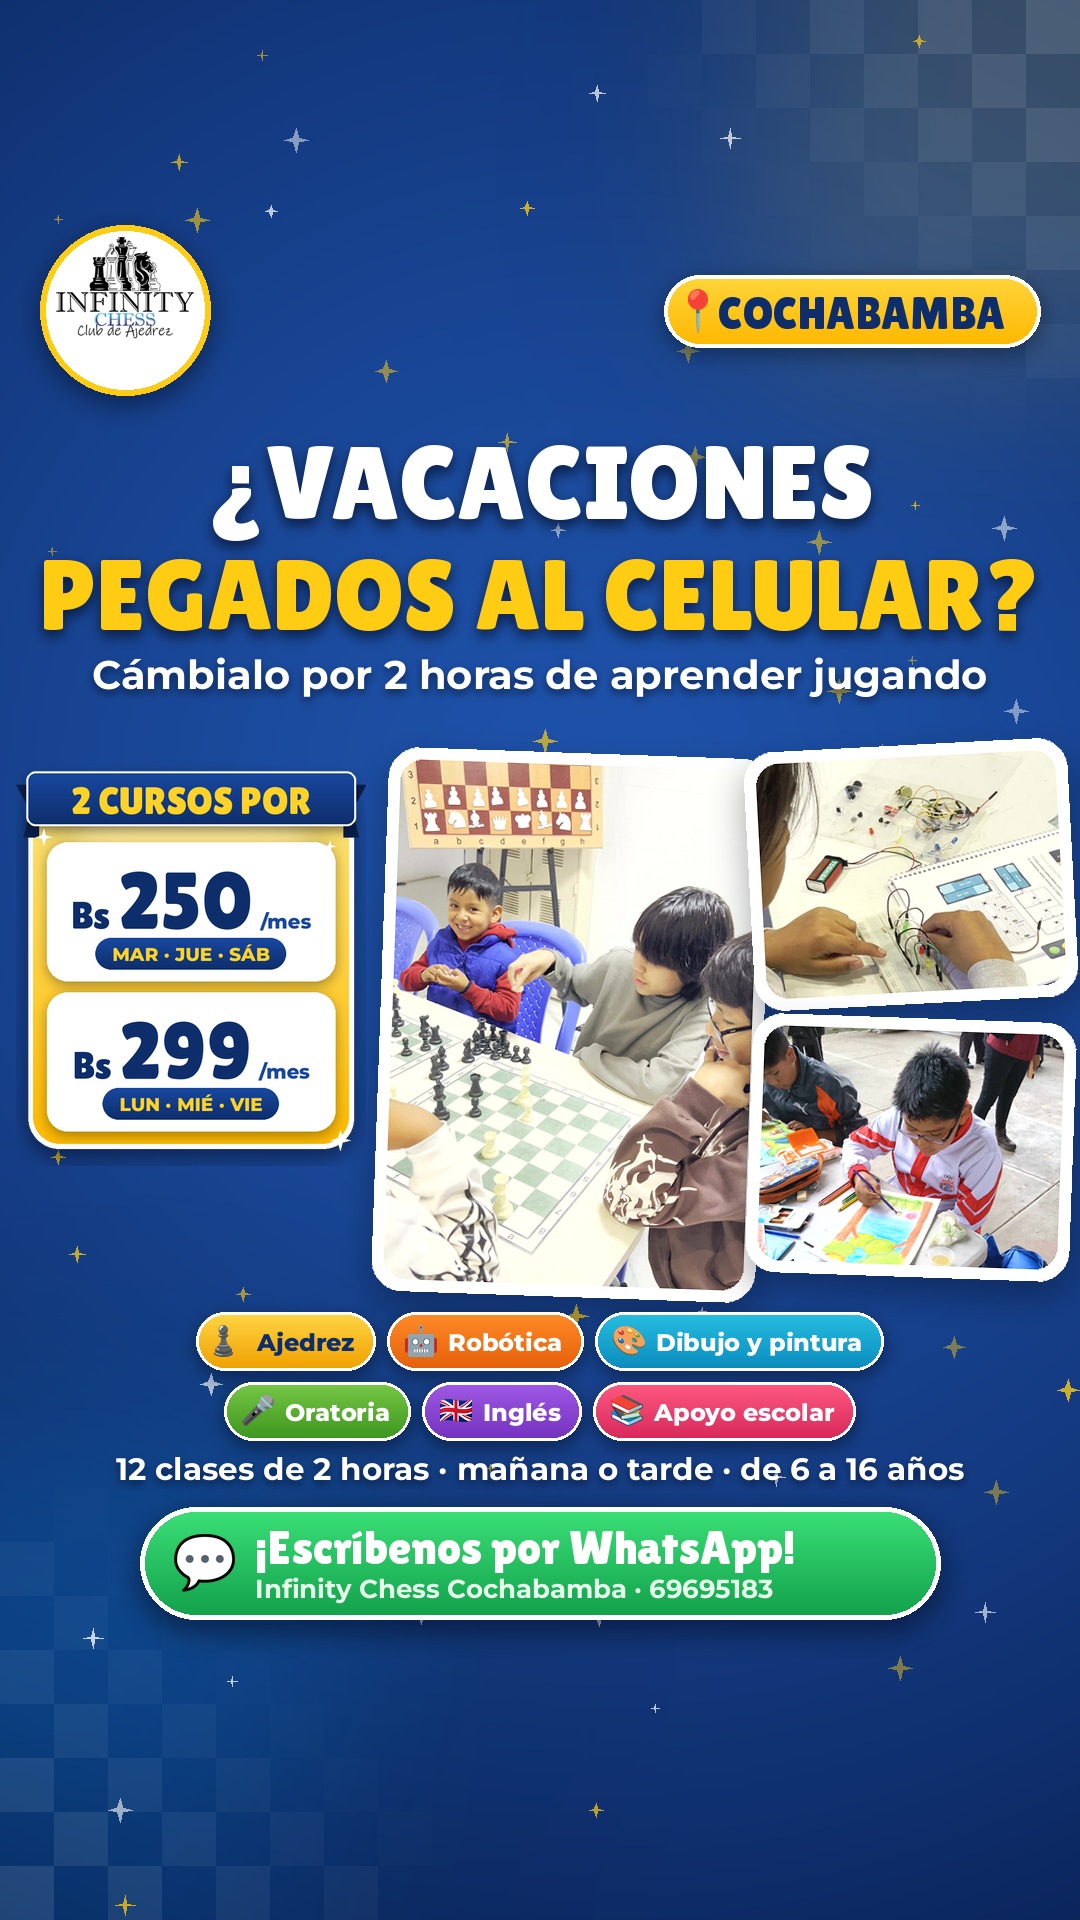 INFINITY
CHESS
Club de Ajedrez
COCHABAMBA
¿VACACIONES
PEGADOS AL CELULAR?
Cámbialo por 2 horas de aprender jugando
2 CURSOS POR
Bs 250 /mes
MAR · JUE · SÁB
Bs 299 /mes
LUN · MIÉ · VIE
3
2
1
a b c d e f g h
Ajedrez
Robótica
Dibujo y pintura
Oratoria
Inglés
Apoyo escolar
12 clases de 2 horas · mañana o tarde · de 6 a 16 años
¡Escríbenos por WhatsApp!
Infinity Chess Cochabamba · 69695183